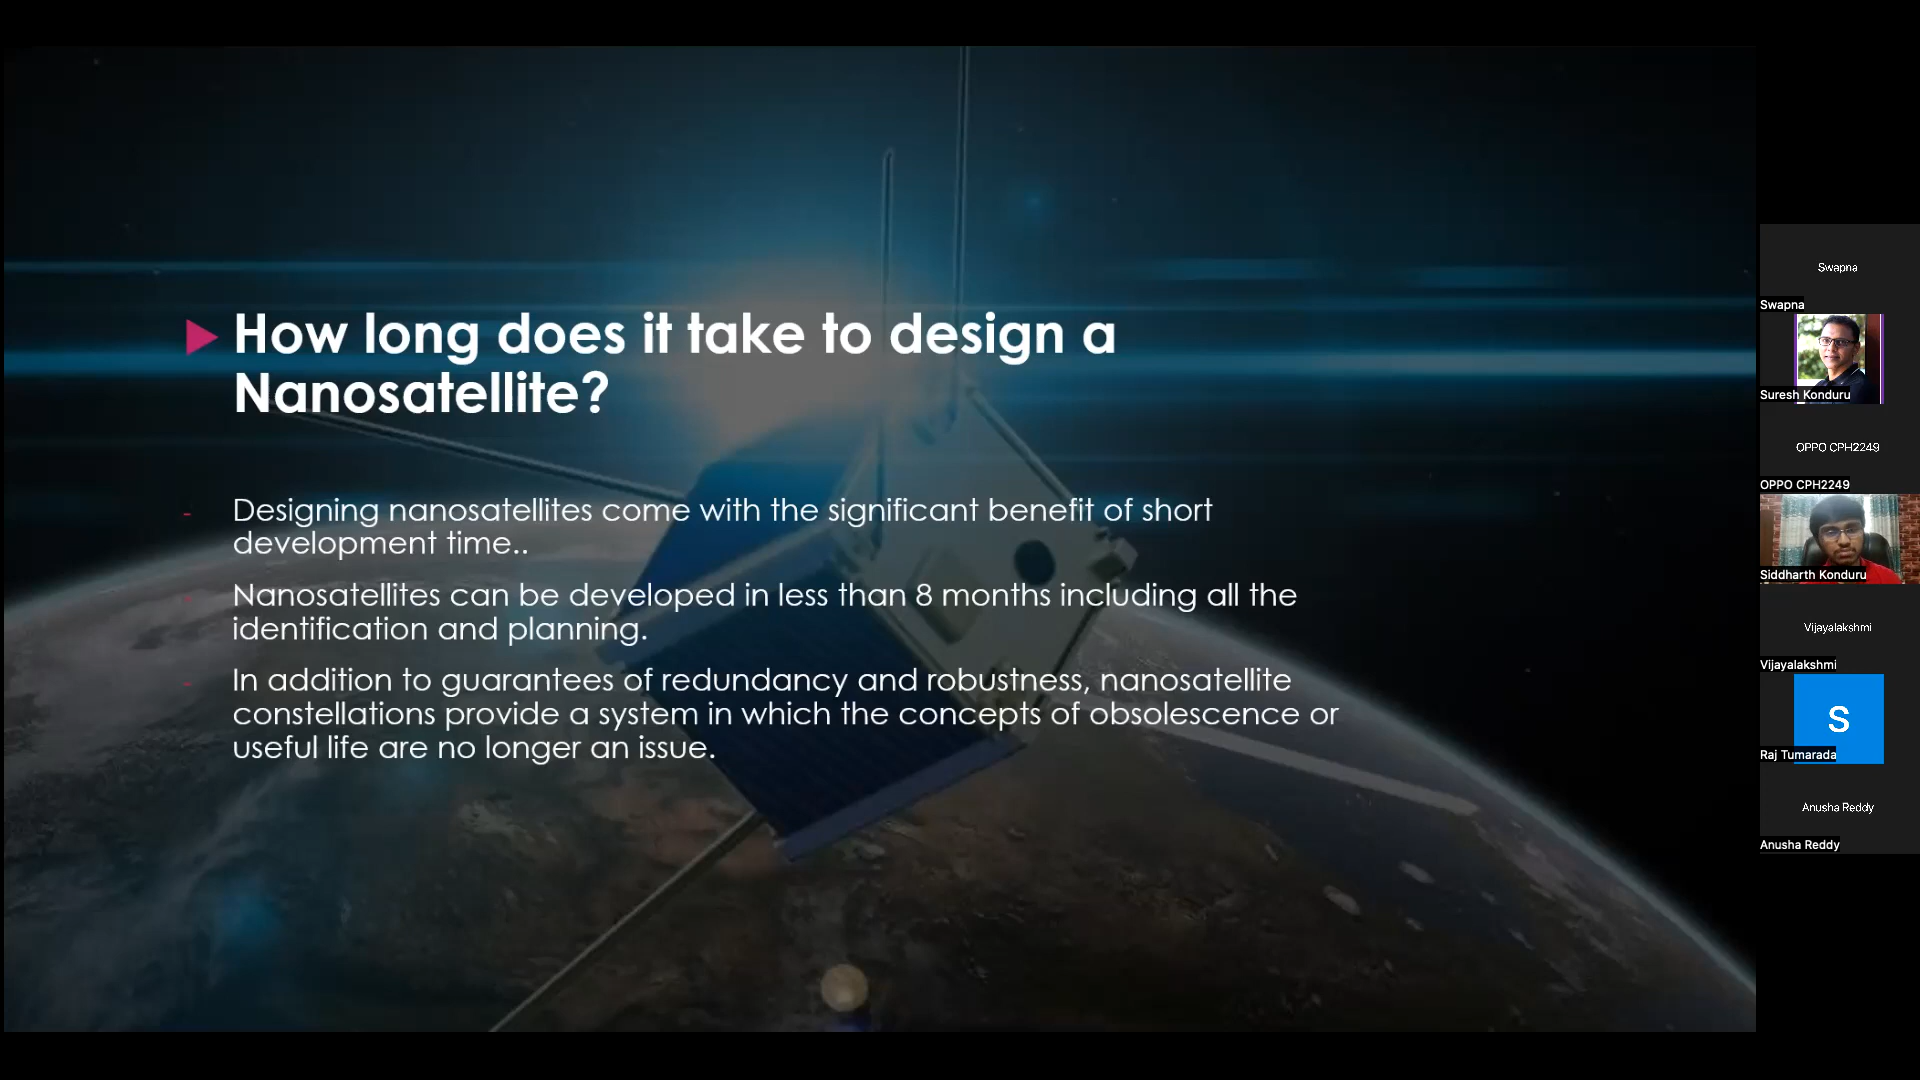 How long does it take to design a
Nanosatellite?
- Designing nanosatellites come with the significant benefit of short
development time..
- Nanosatellites can be developed in less than 8 months including all the
identification and planning.
- In addition to guarantees of redundancy and robustness, nanosatellite
constellations provide a system in which the concepts of obsolescence or
useful life are no longer an issue.
Swapna
Swapna
Suresh Konduru
OPPO CPH2249
OPPO CPH2249
Siddharth Konduru
Vijayalakshmi
Vijayalakshmi
S
Raj Tumarada
Anusha Reddy
Anusha Reddy